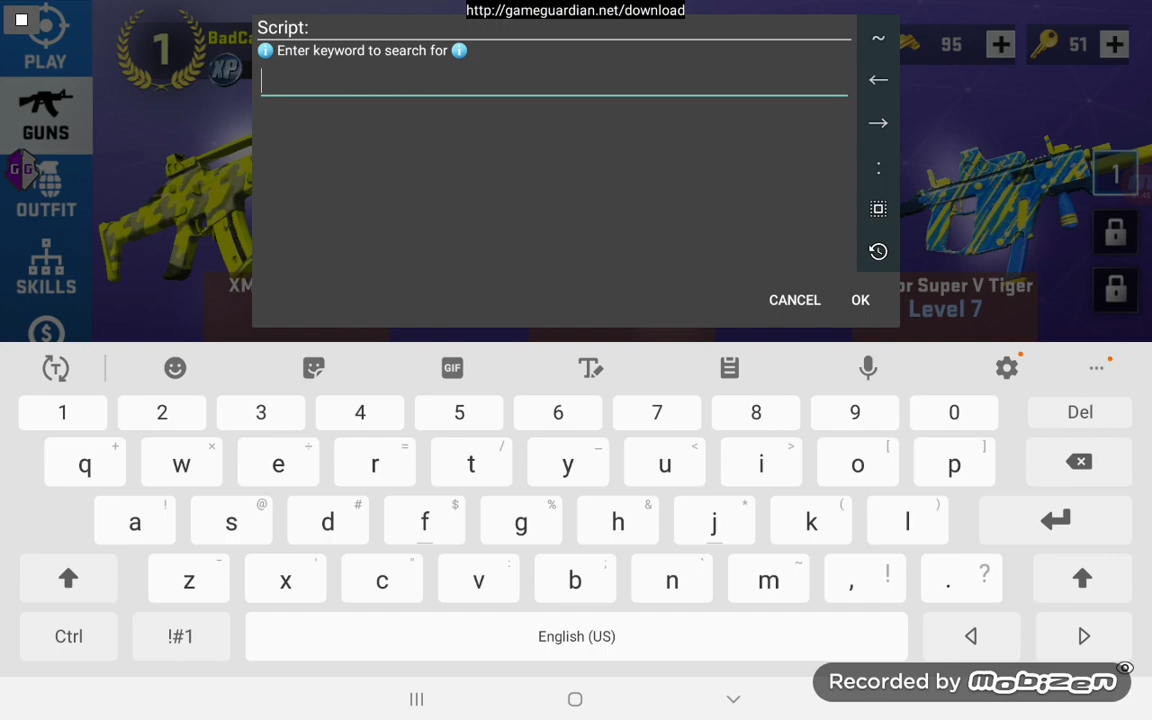 http://gameguardian.net/download
Script:
Enter keyword to search for
1
BadCa
XP
95
51
PLAY
GUNS
GG
OUTFIT
SKILLS
$
XM
1
or Super V Tiger
Level 7
~
:
CANCEL
OK
T
GIF
T
1 2 3 4 5 6 7 8 9 0 Del
+ × ÷ = / _ < > [ ]
q w e r t y u i o p
! @ # $ % & * ( )
a s d f g h j k l
- ' " : ; ` ~ ! ?
z x c v b n m , .
Ctrl !#1 English (US)
Recorded by mobizen